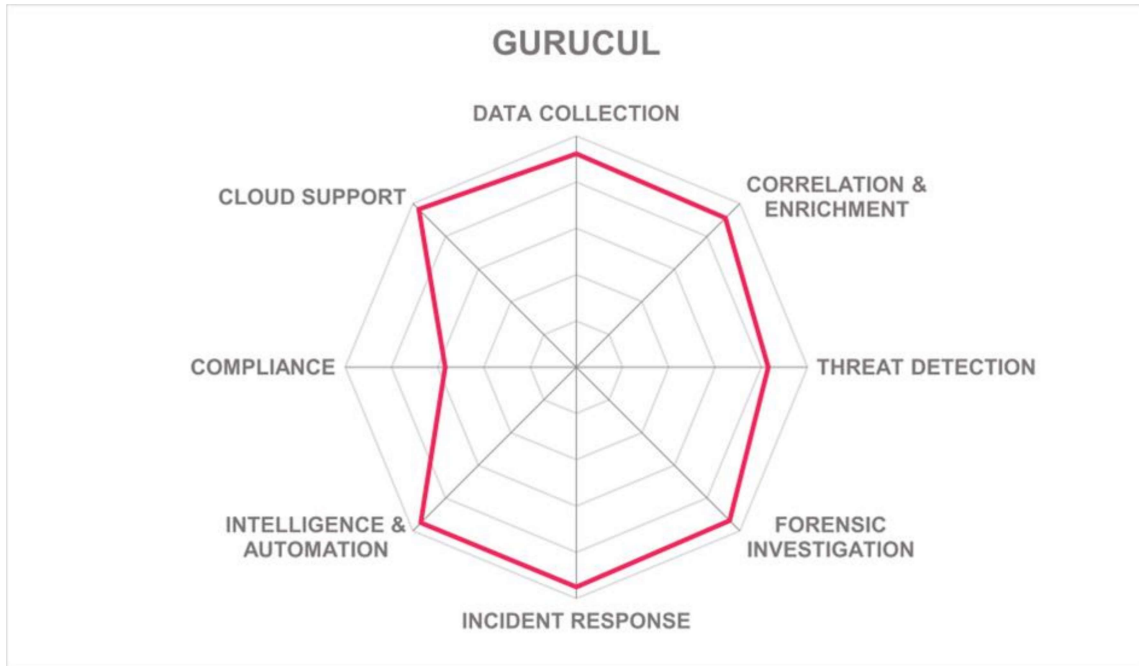 GURUCUL
DATA COLLECTION
CORRELATION &
ENRICHMENT
THREAT DETECTION
FORENSIC
INVESTIGATION
INCIDENT RESPONSE
INTELLIGENCE &
AUTOMATION
COMPLIANCE
CLOUD SUPPORT